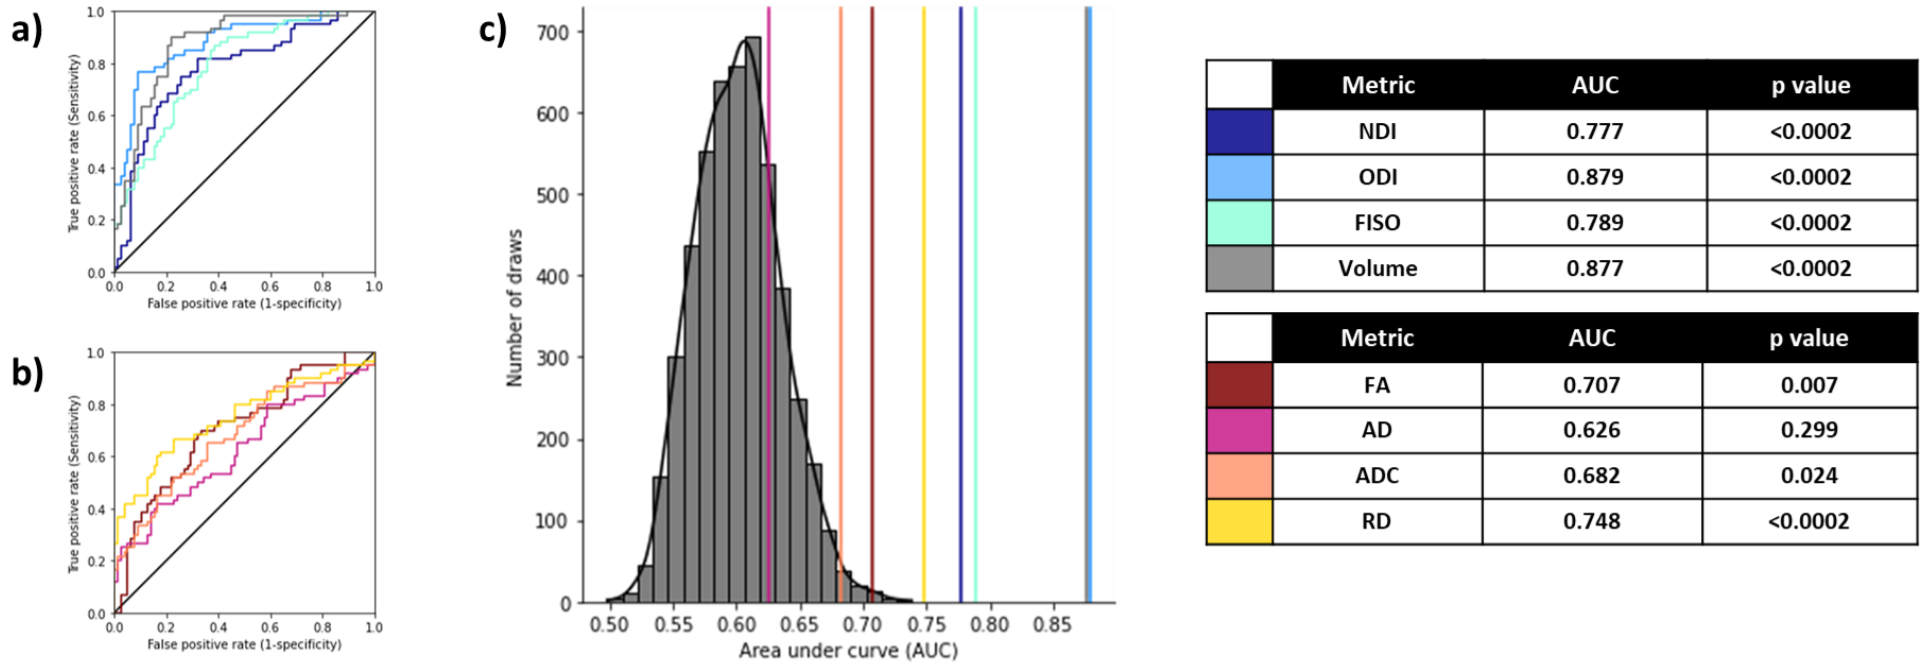 a)
1.0
0.8
0.6
0.4
0.2
0.0
True positive rate (Sensitivity)
0.0 0.2 0.4 0.6 0.8 1.0
False positive rate (1-specificity)
b)
1.0
0.8
0.6
0.4
0.2
0.0
True positive rate (Sensitivity)
0.0 0.2 0.4 0.6 0.8 1.0
False positive rate (1-specificity)
c)
700
600
500
400
300
200
100
0
Number of draws
0.50 0.55 0.60 0.65 0.70 0.75 0.80 0.85
Area under curve (AUC)
Metric AUC p value
NDI 0.777 <0.0002
ODI 0.879 <0.0002
FISO 0.789 <0.0002
Volume 0.877 <0.0002
Metric AUC p value
FA 0.707 0.007
AD 0.626 0.299
ADC 0.682 0.024
RD 0.748 <0.0002